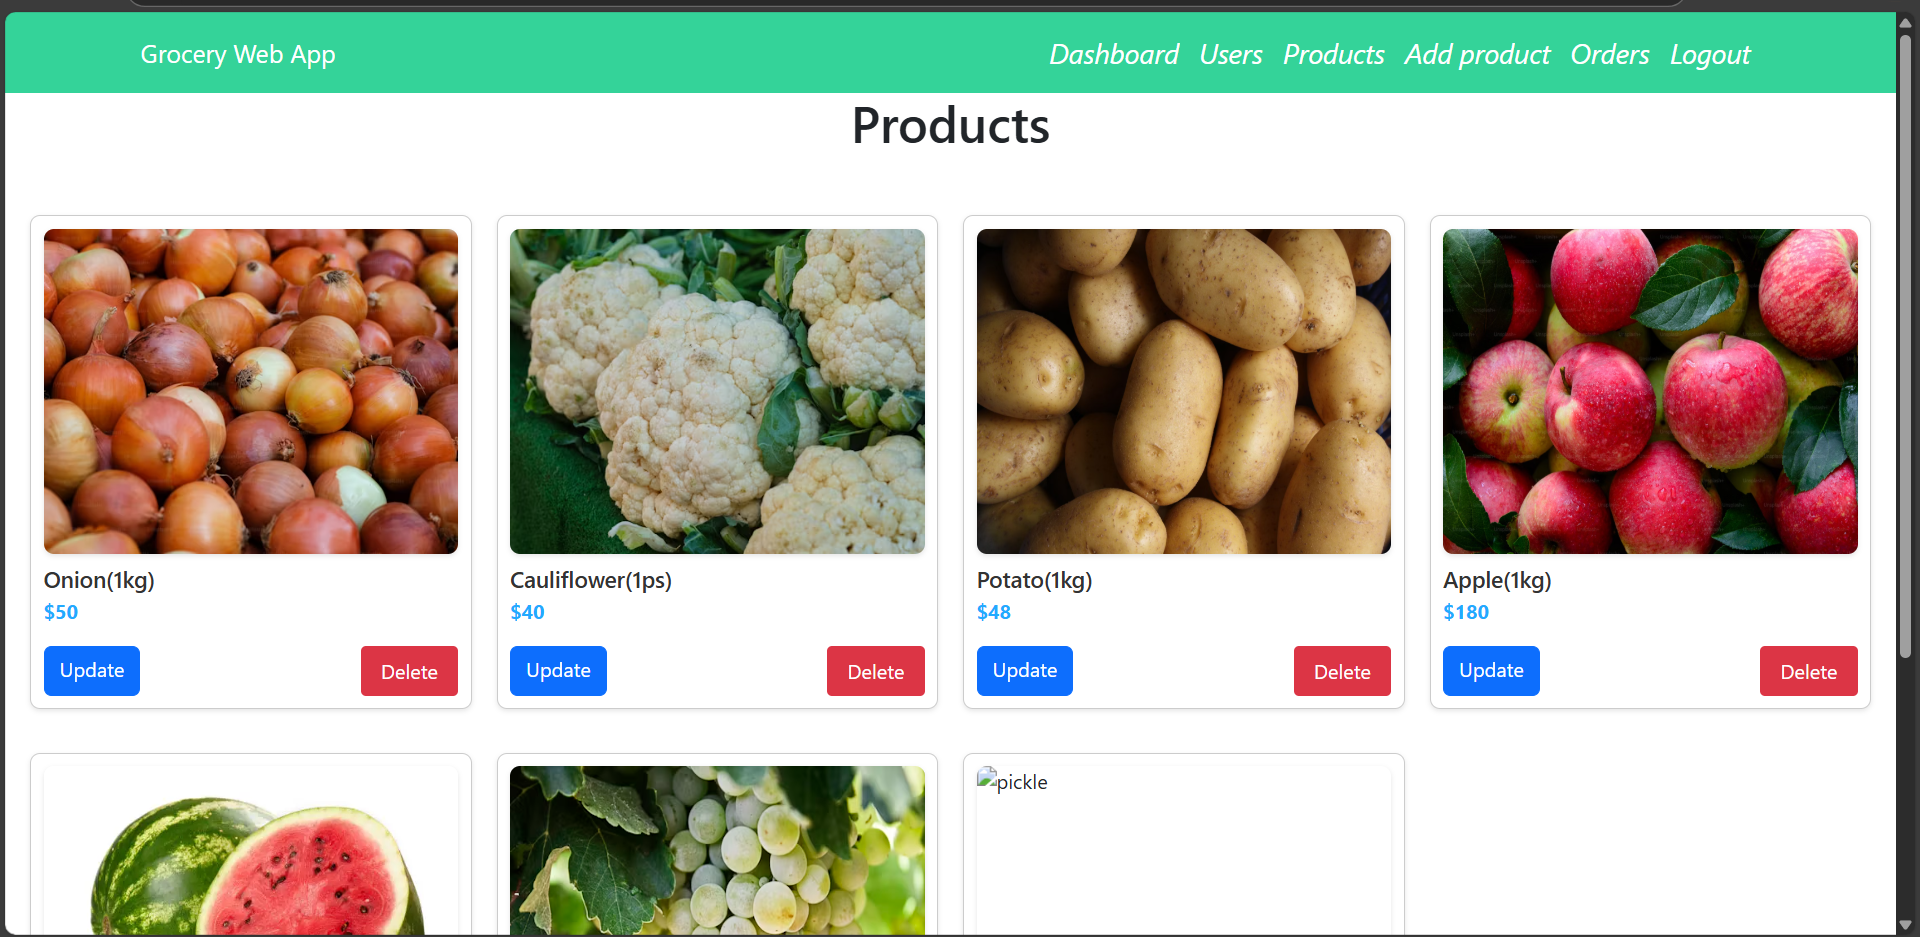 Grocery Web App
Dashboard Users Products Add product Orders Logout
Products
Onion(1kg)
$50
Update Delete
Cauliflower(1ps)
$40
Update Delete
Potato(1kg)
$48
Update Delete
Apple(1kg)
$180
Update Delete
pickle